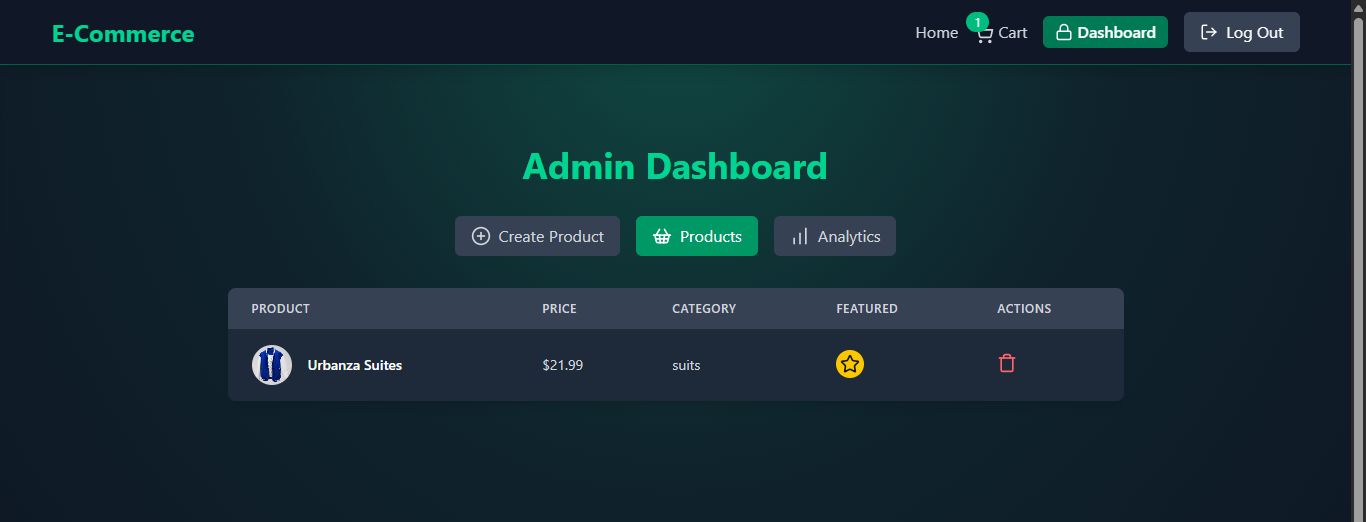 E-Commerce Home 1 Cart Dashboard Log Out
Admin Dashboard
Create Product Products Analytics
PRODUCT PRICE CATEGORY FEATURED ACTIONS
Urbanza Suites $21.99 suits